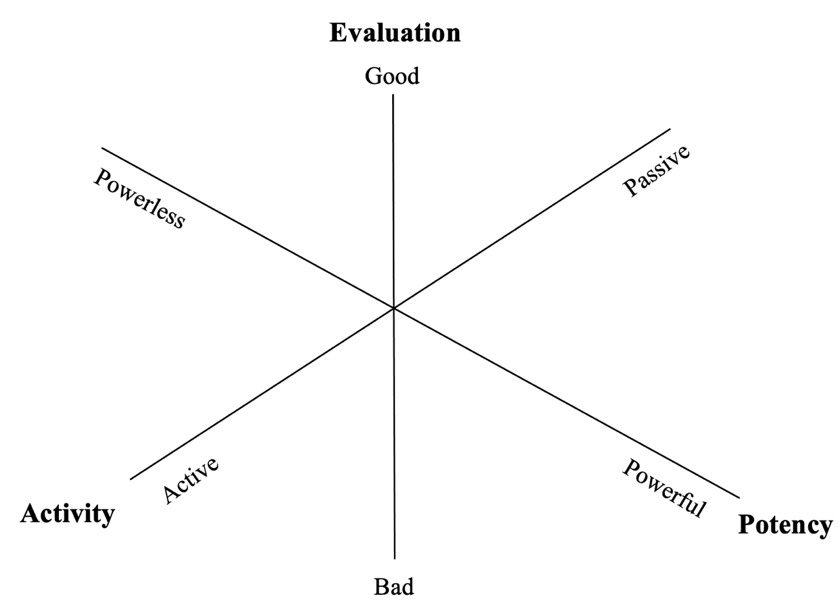 Evaluation
Good
Passive
Powerless
Active
Powerful
Activity
Potency
Bad